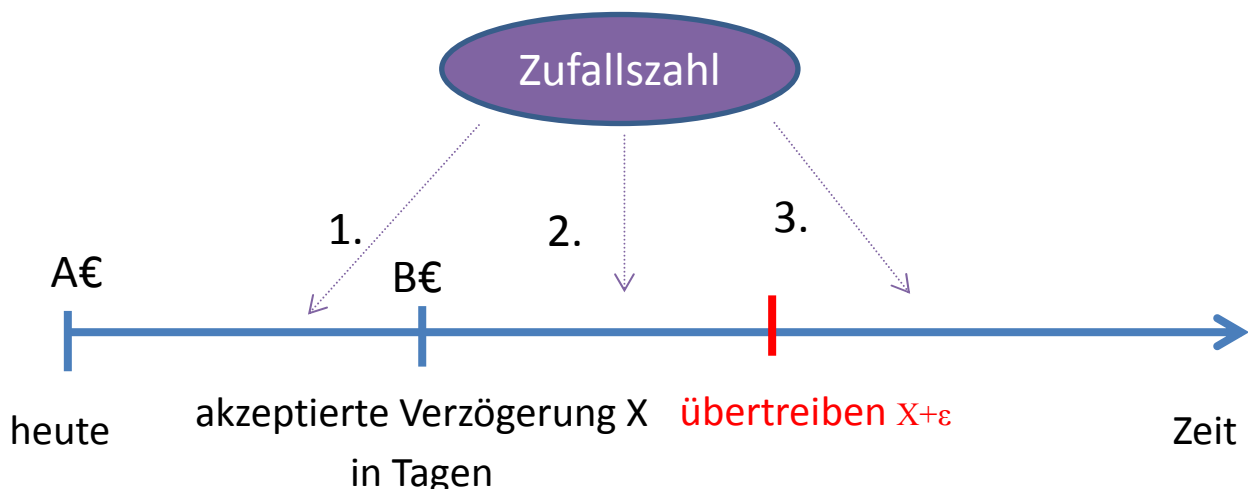 Zufallszahl
1.
2.
3.
A€
B€
heute
akzeptierte Verzögerung X
in Tagen
übertreiben X+ε
Zeit